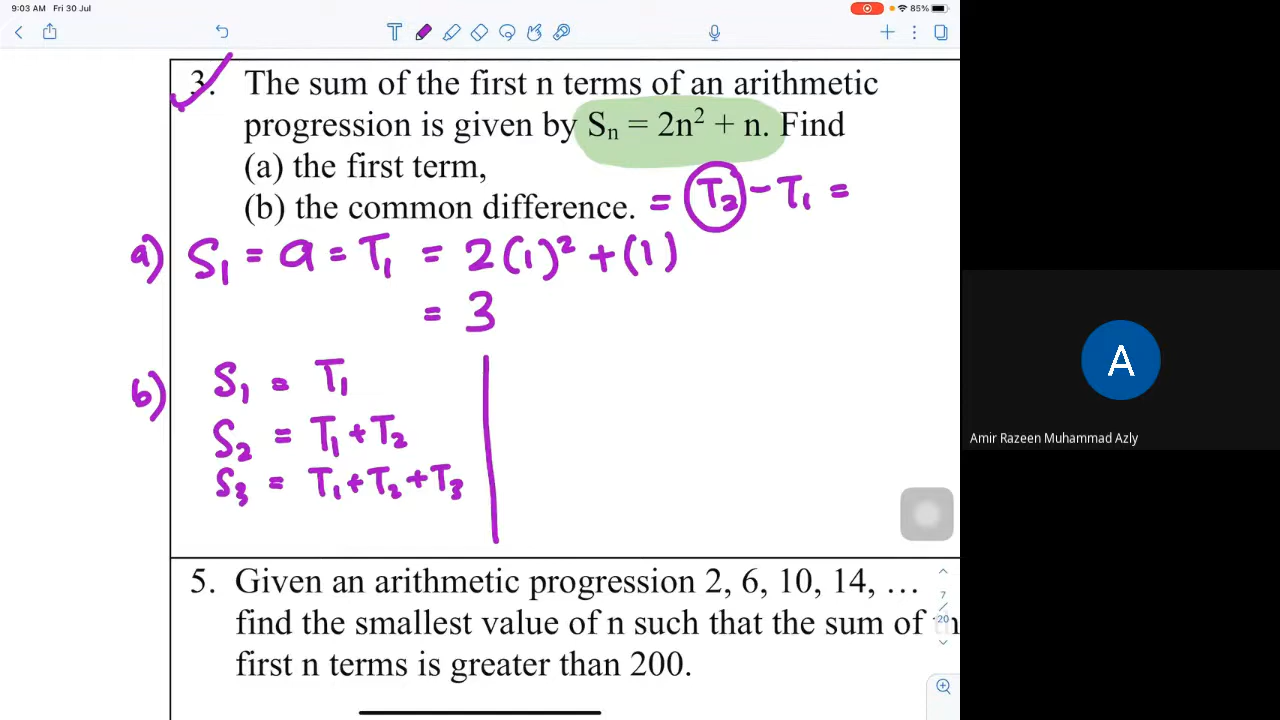 9:03 AM Fri 30 Jul
85%
3. The sum of the first n terms of an arithmetic
progression is given by Sₙ = 2n² + n. Find
(a) the first term,
(b) the common difference. = T₂ - T₁ =
a) S₁ = a = T₁ = 2(1)² + (1)
= 3
b) S₁ = T₁
S₂ = T₁ + T₂
S₃ = T₁ + T₂ + T₃
A
Amir Razeen Muhammad Azly
5. Given an arithmetic progression 2, 6, 10, 14, …
find the smallest value of n such that the sum of
first n terms is greater than 200.
7
20